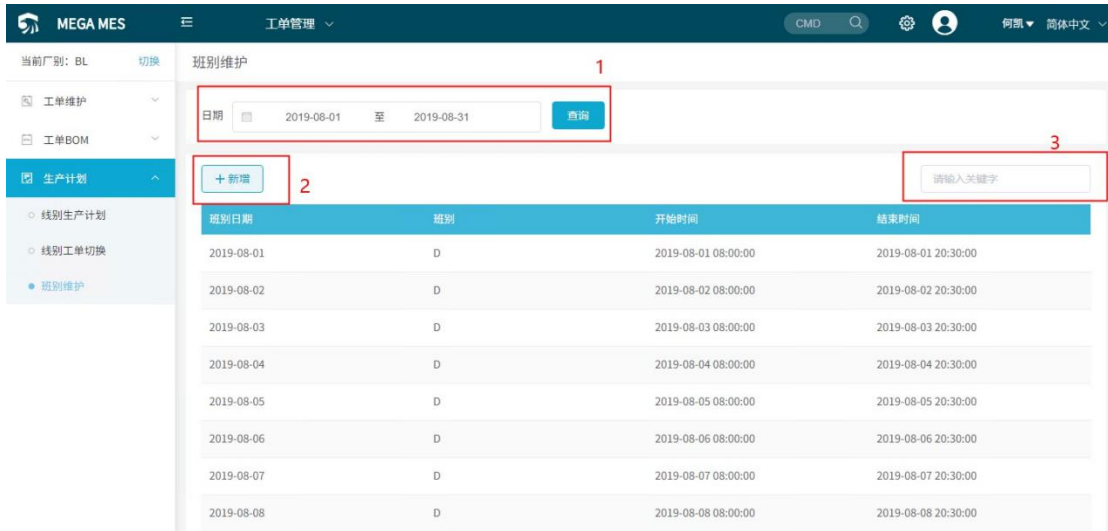 MEGA MES 工单管理 CMD 何凯 简体中文
当前厂别：BL 切换 班别维护
1
工单维护
日期 2019-08-01 至 2019-08-31 查询
工单BOM
3
生产计划
+ 新增 2 请输入关键字
线别生产计划
班别日期 班别 开始时间 结束时间
线别工单切换
2019-08-01 D 2019-08-01 08:00:00 2019-08-01 20:30:00
班别维护
2019-08-02 D 2019-08-02 08:00:00 2019-08-02 20:30:00
2019-08-03 D 2019-08-03 08:00:00 2019-08-03 20:30:00
2019-08-04 D 2019-08-04 08:00:00 2019-08-04 20:30:00
2019-08-05 D 2019-08-05 08:00:00 2019-08-05 20:30:00
2019-08-06 D 2019-08-06 08:00:00 2019-08-06 20:30:00
2019-08-07 D 2019-08-07 08:00:00 2019-08-07 20:30:00
2019-08-08 D 2019-08-08 08:00:00 2019-08-08 20:30:00